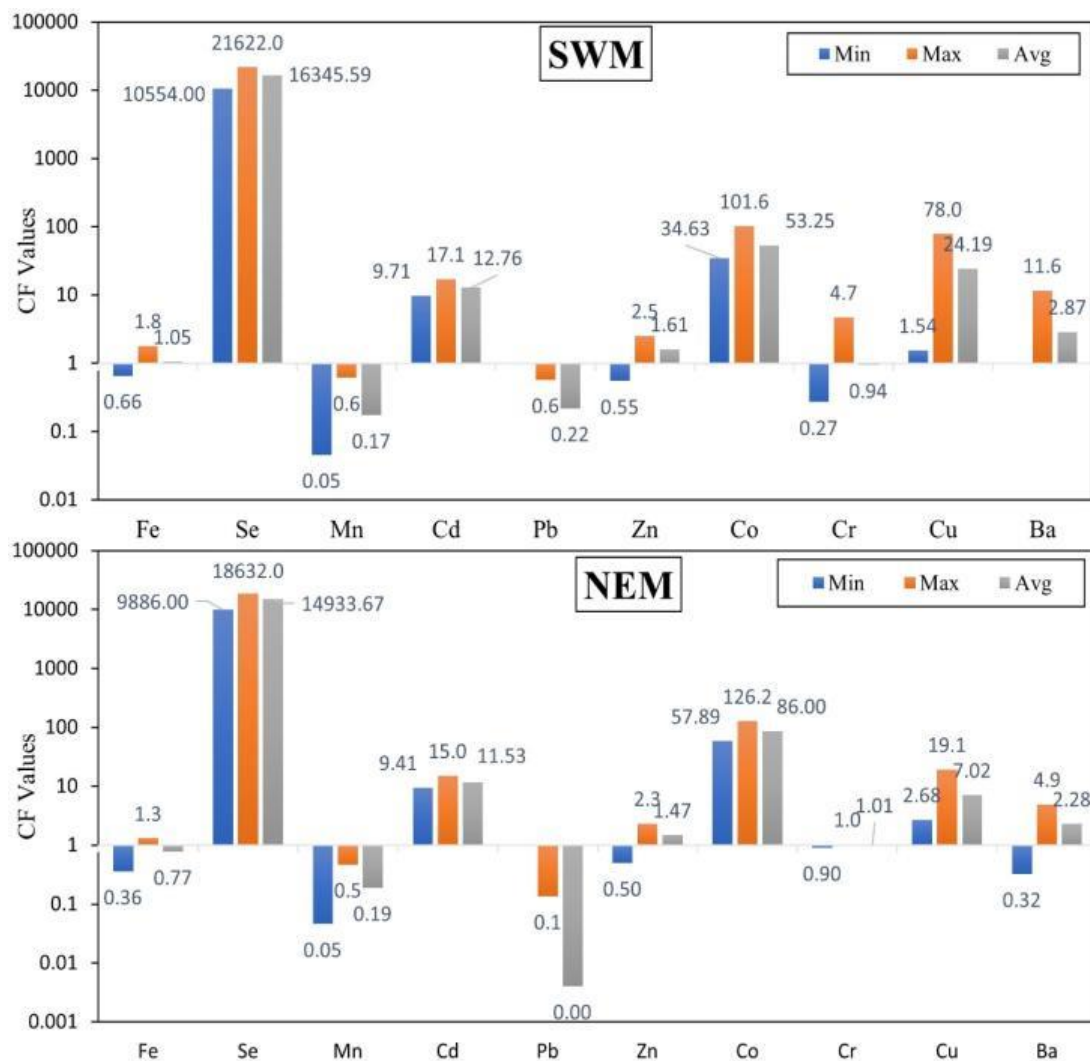 SWM
Min Max Avg
CF Values
100000
10000
1000
100
10
1
0.1
0.01
0.66 1.8 1.05
10554.00 21622.0 16345.59
0.05 0.6 0.17
9.71 17.1 12.76
0.6 0.22
0.55 2.5 1.61
34.63 101.6 53.25
0.27 4.7 0.94
1.54 78.0 24.19
11.6 2.87
Fe Se Mn Cd Pb Zn Co Cr Cu Ba
NEM
Min Max Avg
CF Values
100000
10000
1000
100
10
1
0.1
0.01
0.001
0.36 1.3 0.77
9886.00 18632.0 14933.67
0.05 0.5 0.19
9.41 15.0 11.53
0.1 0.00
0.50 2.3 1.47
57.89 126.2 86.00
0.90 1.0 1.01
2.68 19.1 7.02
0.32 4.9 2.28
Fe Se Mn Cd Pb Zn Co Cr Cu Ba